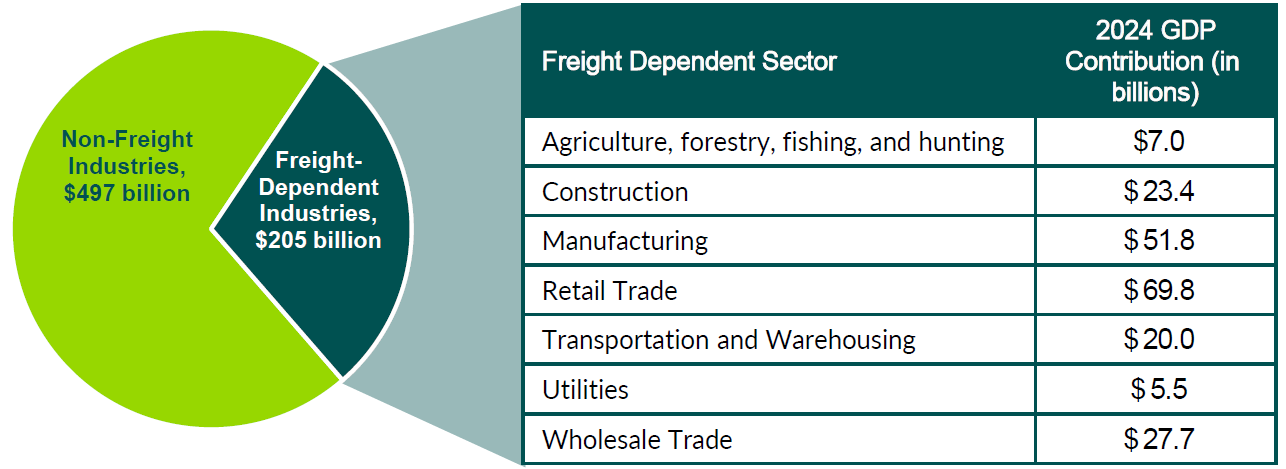 Non-Freight
Industries,
$497 billion
Freight-
Dependent
Industries,
$205 billion
Freight Dependent Sector
2024 GDP
Contribution (in
billions)
Agriculture, forestry, fishing, and hunting
$7.0
Construction
$23.4
Manufacturing
$51.8
Retail Trade
$69.8
Transportation and Warehousing
$20.0
Utilities
$5.5
Wholesale Trade
$27.7